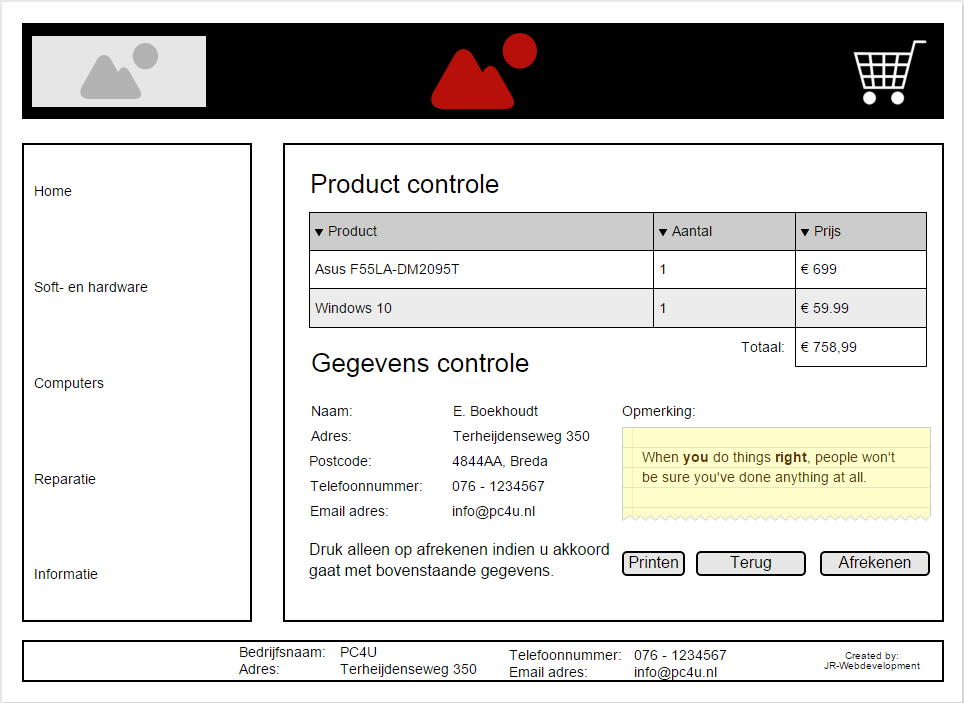 Home
Soft- en hardware
Computers
Reparatie
Informatie
Product controle
▼ Product ▼ Aantal ▼ Prijs
Asus F55LA-DM2095T 1 € 699
Windows 10 1 € 59.99
Totaal: € 758,99
Gegevens controle
Naam: E. Boekhoudt
Adres: Terheijdenseweg 350
Postcode: 4844AA, Breda
Telefoonnummer: 076 - 1234567
Email adres: info@pc4u.nl
Opmerking:
When you do things right, people won't
be sure you've done anything at all.
Druk alleen op afrekenen indien u akkoord
gaat met bovenstaande gegevens.
Printen Terug Afrekenen
Bedrijfsnaam: PC4U
Adres: Terheijdenseweg 350
Telefoonnummer: 076 - 1234567
Email adres: info@pc4u.nl
Created by:
JR-Webdevelopment